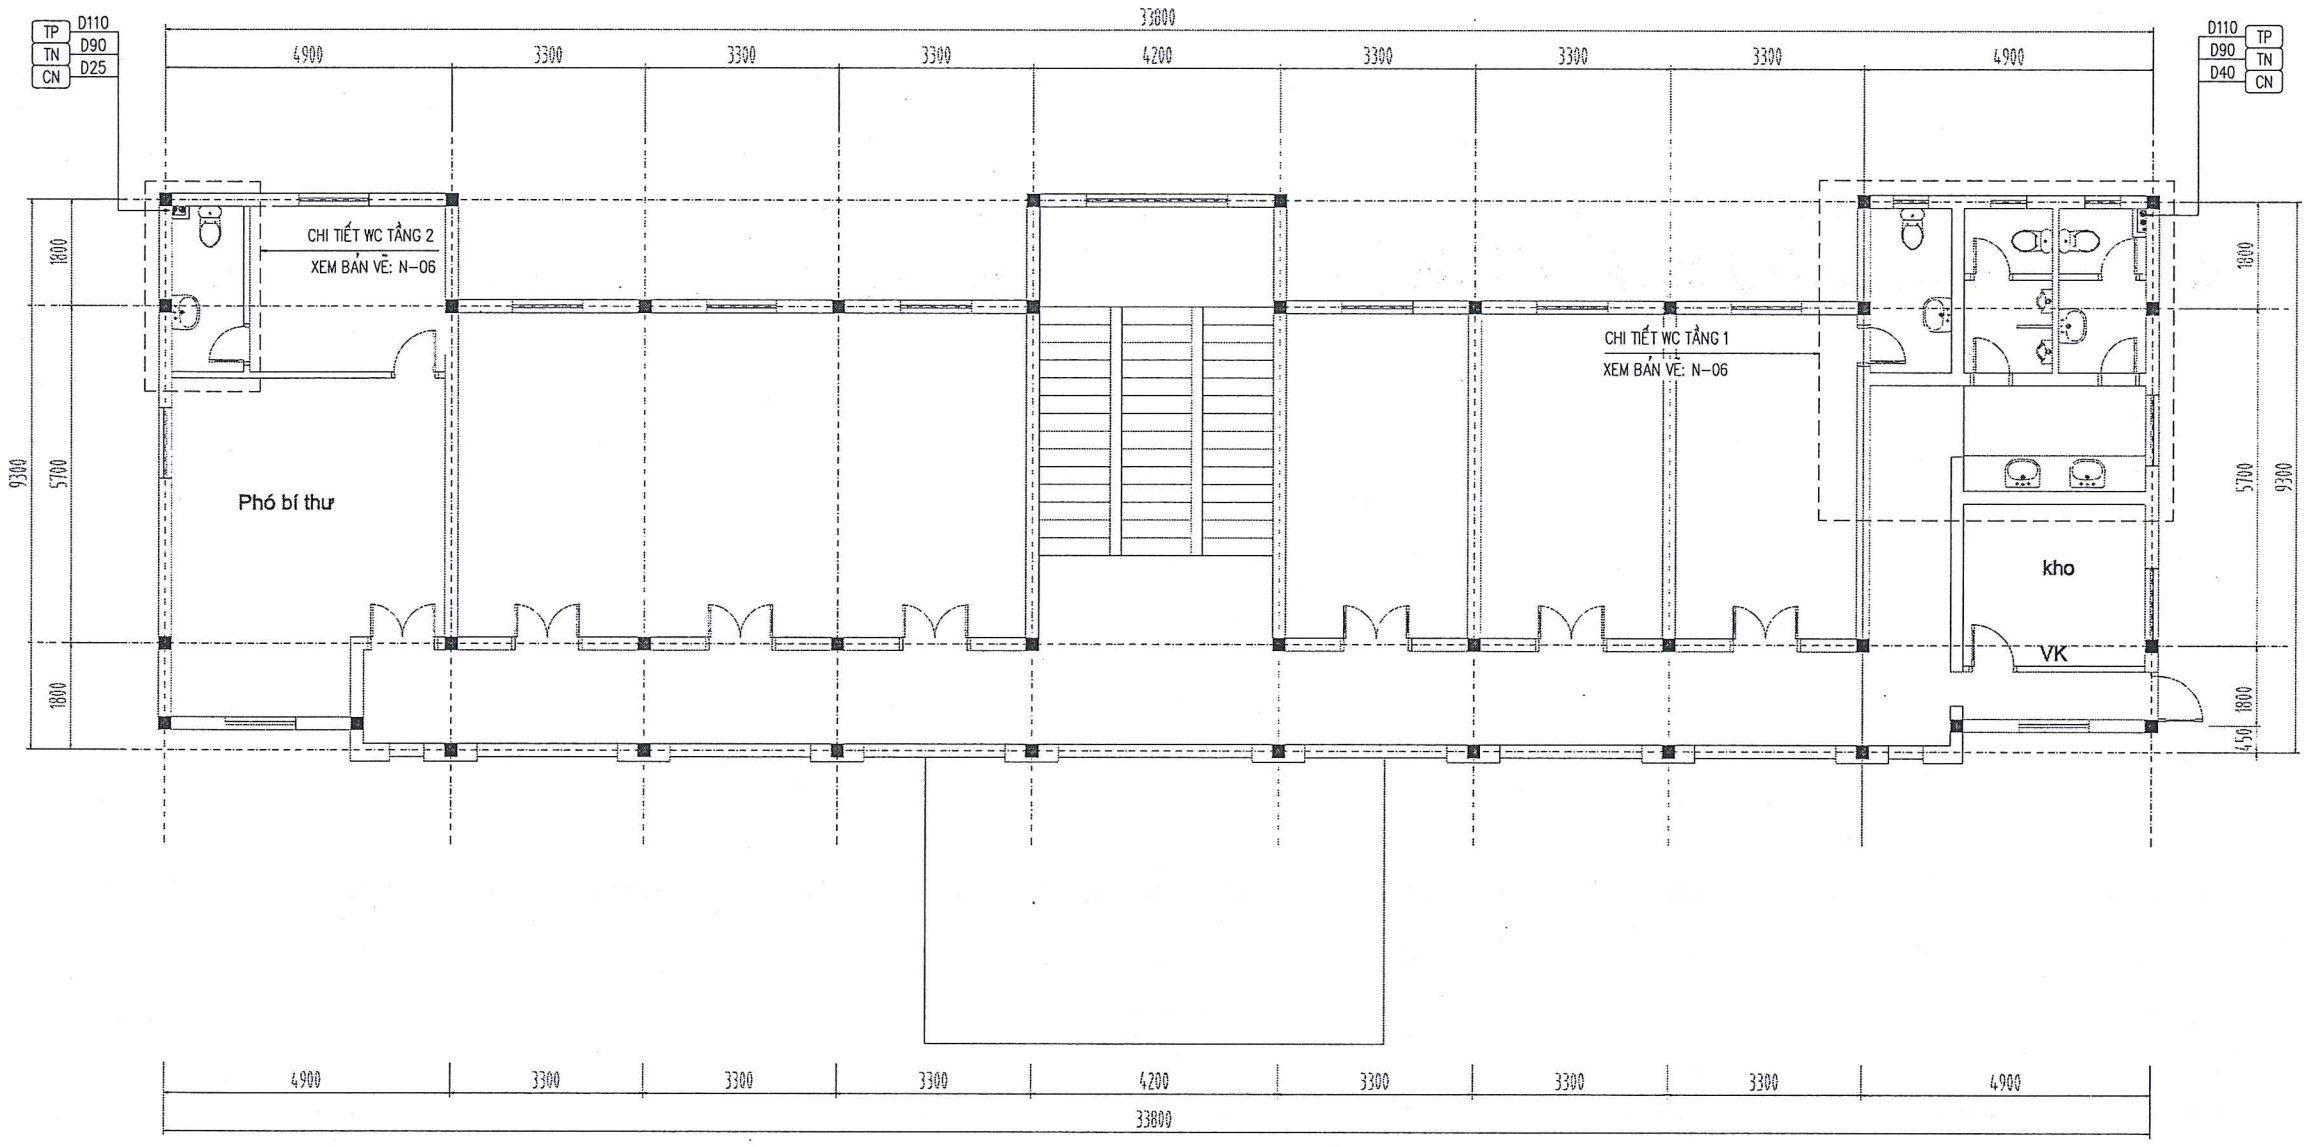 33800
TP D110
TN D90
CN D25
D110 TP
D90 TN
D40 CN
4900 3300 3300 3300 4200 3300 3300 3300 4900
CHI TIẾT WC TẦNG 2
XEM BẢN VẼ: N-06
1800
5700
9300
1800
CHI TIẾT WC TẦNG 1
XEM BẢN VẼ: N-06
1800
5700
9300
1800
450
Phó bí thư
kho
VK
4900 3300 3300 3300 4200 3300 3300 3300 4900
33800